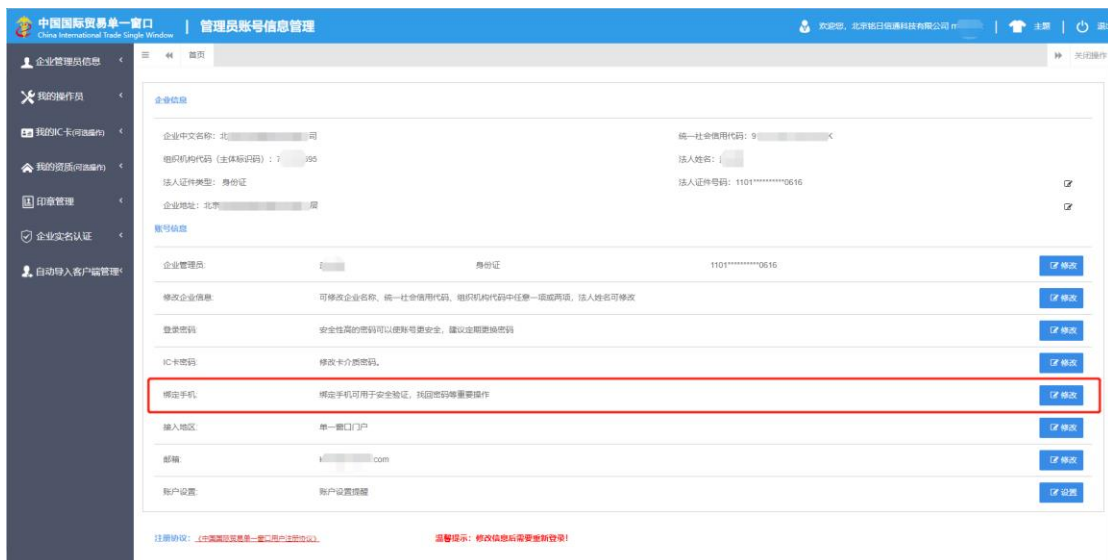 中国国际贸易单一窗口 | 管理员账号信息管理
China International Trade Single Window
欢迎您，北京铭日信通科技有限公司 | 主题 |
企业管理员信息
首页
关闭操作
我的操作员
企业信息
我的IC卡(可选操作)
企业中文名称：北 司
统一社会信用代码：9 K
组织机构代码（主体标识码）：7 95
法人姓名：
我的资质(可选操作)
法人证件类型： 身份证
法人证件号码：1101**********0616
印章管理
企业地址：北京 层
账号信息
企业实名认证
自动导入客户端管理
企业管理员: 身份证 1101**********0616 修改
修改企业信息: 可修改企业名称、统一社会信用代码、组织机构代码中任意一项或两项，法人姓名可修改 修改
登录密码: 安全性高的密码可以使账号更安全，建议定期更换密码 修改
IC卡密码: 修改卡介质密码。 修改
绑定手机: 绑定手机可用于安全验证，找回密码等重要操作 修改
接入地区: 单一窗口门户 修改
邮箱: com 修改
账户设置: 账户设置提醒 设置
注册协议：《中国国际贸易单一窗口用户注册协议》
温馨提示：修改信息后需要重新登录！